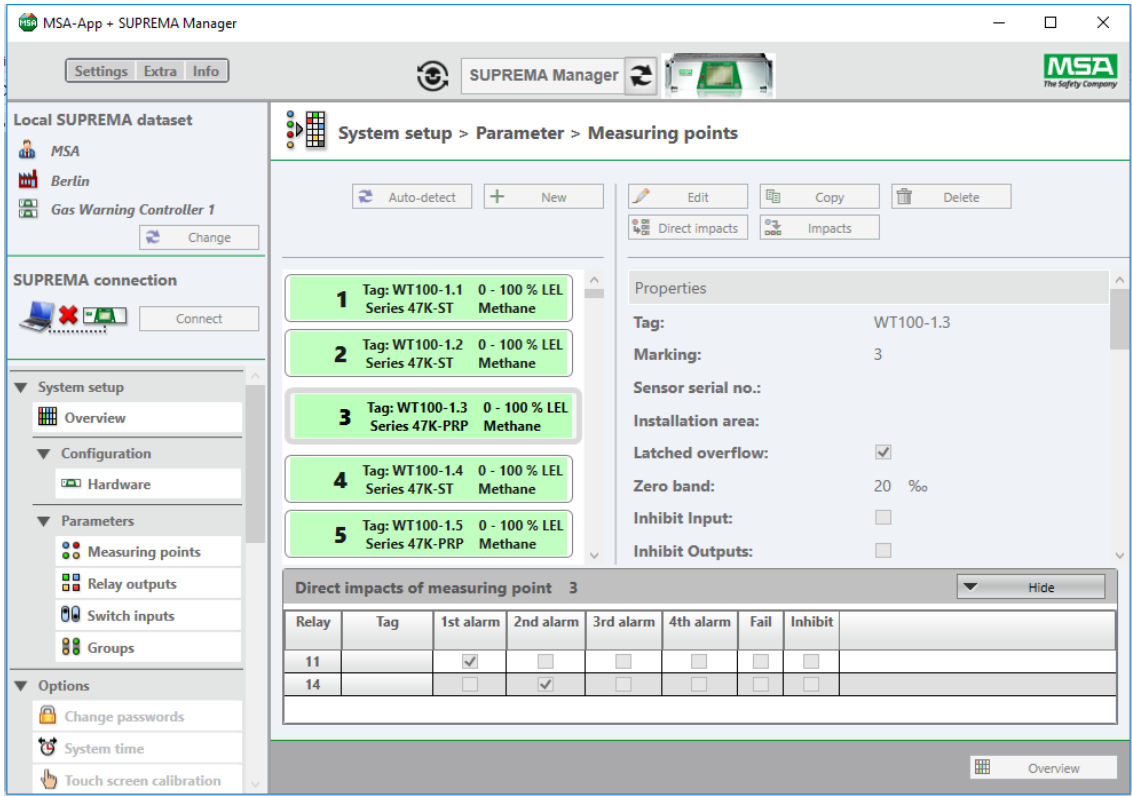 MSA-App + SUPREMA Manager
Settings Extra Info
SUPREMA Manager
MSA
The Safety Company
Local SUPREMA dataset
MSA
Berlin
Gas Warning Controller 1
Change
SUPREMA connection
Connect
System setup
Overview
Configuration
Hardware
Parameters
Measuring points
Relay outputs
Switch inputs
Groups
Options
Change passwords
System time
Touch screen calibration
System setup > Parameter > Measuring points
Auto-detect New Edit Copy Delete
Direct impacts Impacts
1 Tag: WT100-1.1 0 - 100 % LEL
Series 47K-ST Methane
2 Tag: WT100-1.2 0 - 100 % LEL
Series 47K-ST Methane
3 Tag: WT100-1.3 0 - 100 % LEL
Series 47K-PRP Methane
4 Tag: WT100-1.4 0 - 100 % LEL
Series 47K-ST Methane
5 Tag: WT100-1.5 0 - 100 % LEL
Series 47K-PRP Methane
Properties
Tag: WT100-1.3
Marking: 3
Sensor serial no.:
Installation area:
Latched overflow:
Zero band: 20 ‰
Inhibit Input:
Inhibit Outputs:
Direct impacts of measuring point 3
Hide
Relay Tag 1st alarm 2nd alarm 3rd alarm 4th alarm Fail Inhibit
11
14
Overview